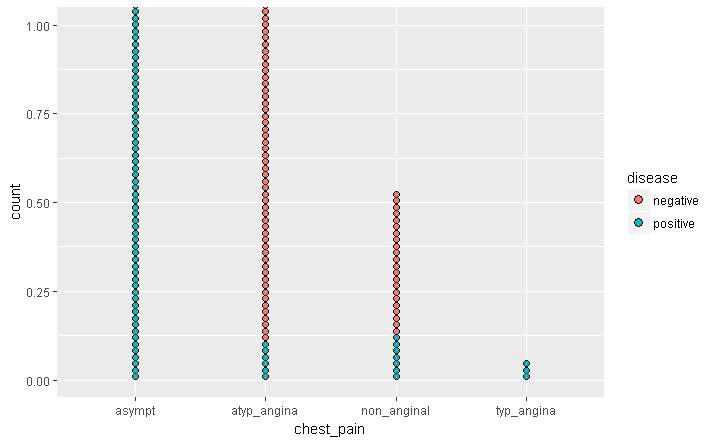 1.00
0.75
0.50
0.25
0.00
count
asympt atyp_angina non_anginal typ_angina
chest_pain
disease
negative
positive